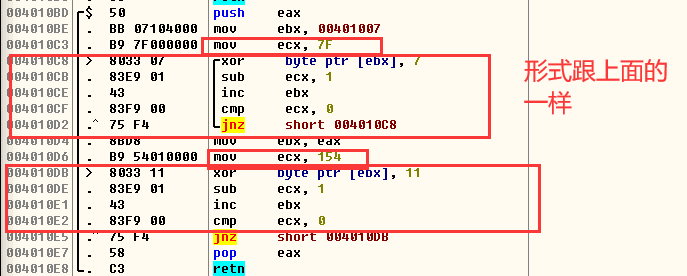 004010BD ┌$ 50 push eax
004010BE . BB 07104000 mov ebx, 00401007
004010C3 . B9 7F000000 mov ecx, 7F
004010C8 > 8033 07 xor byte ptr [ebx], 7
004010CB . 83E9 01 sub ecx, 1
004010CE . 43 inc ebx
004010CF . 83F9 00 cmp ecx, 0
004010D2 .^ 75 F4 jnz short 004010C8
004010D4 . 8BD8 mov ebx, eax
004010D6 . B9 54010000 mov ecx, 154
004010DB > 8033 11 xor byte ptr [ebx], 11
004010DE . 83E9 01 sub ecx, 1
004010E1 . 43 inc ebx
004010E2 . 83F9 00 cmp ecx, 0
004010E5 .^ 75 F4 jnz short 004010DB
004010E7 . 58 pop eax
004010E8 └. C3 retn
形式跟上面的
一样